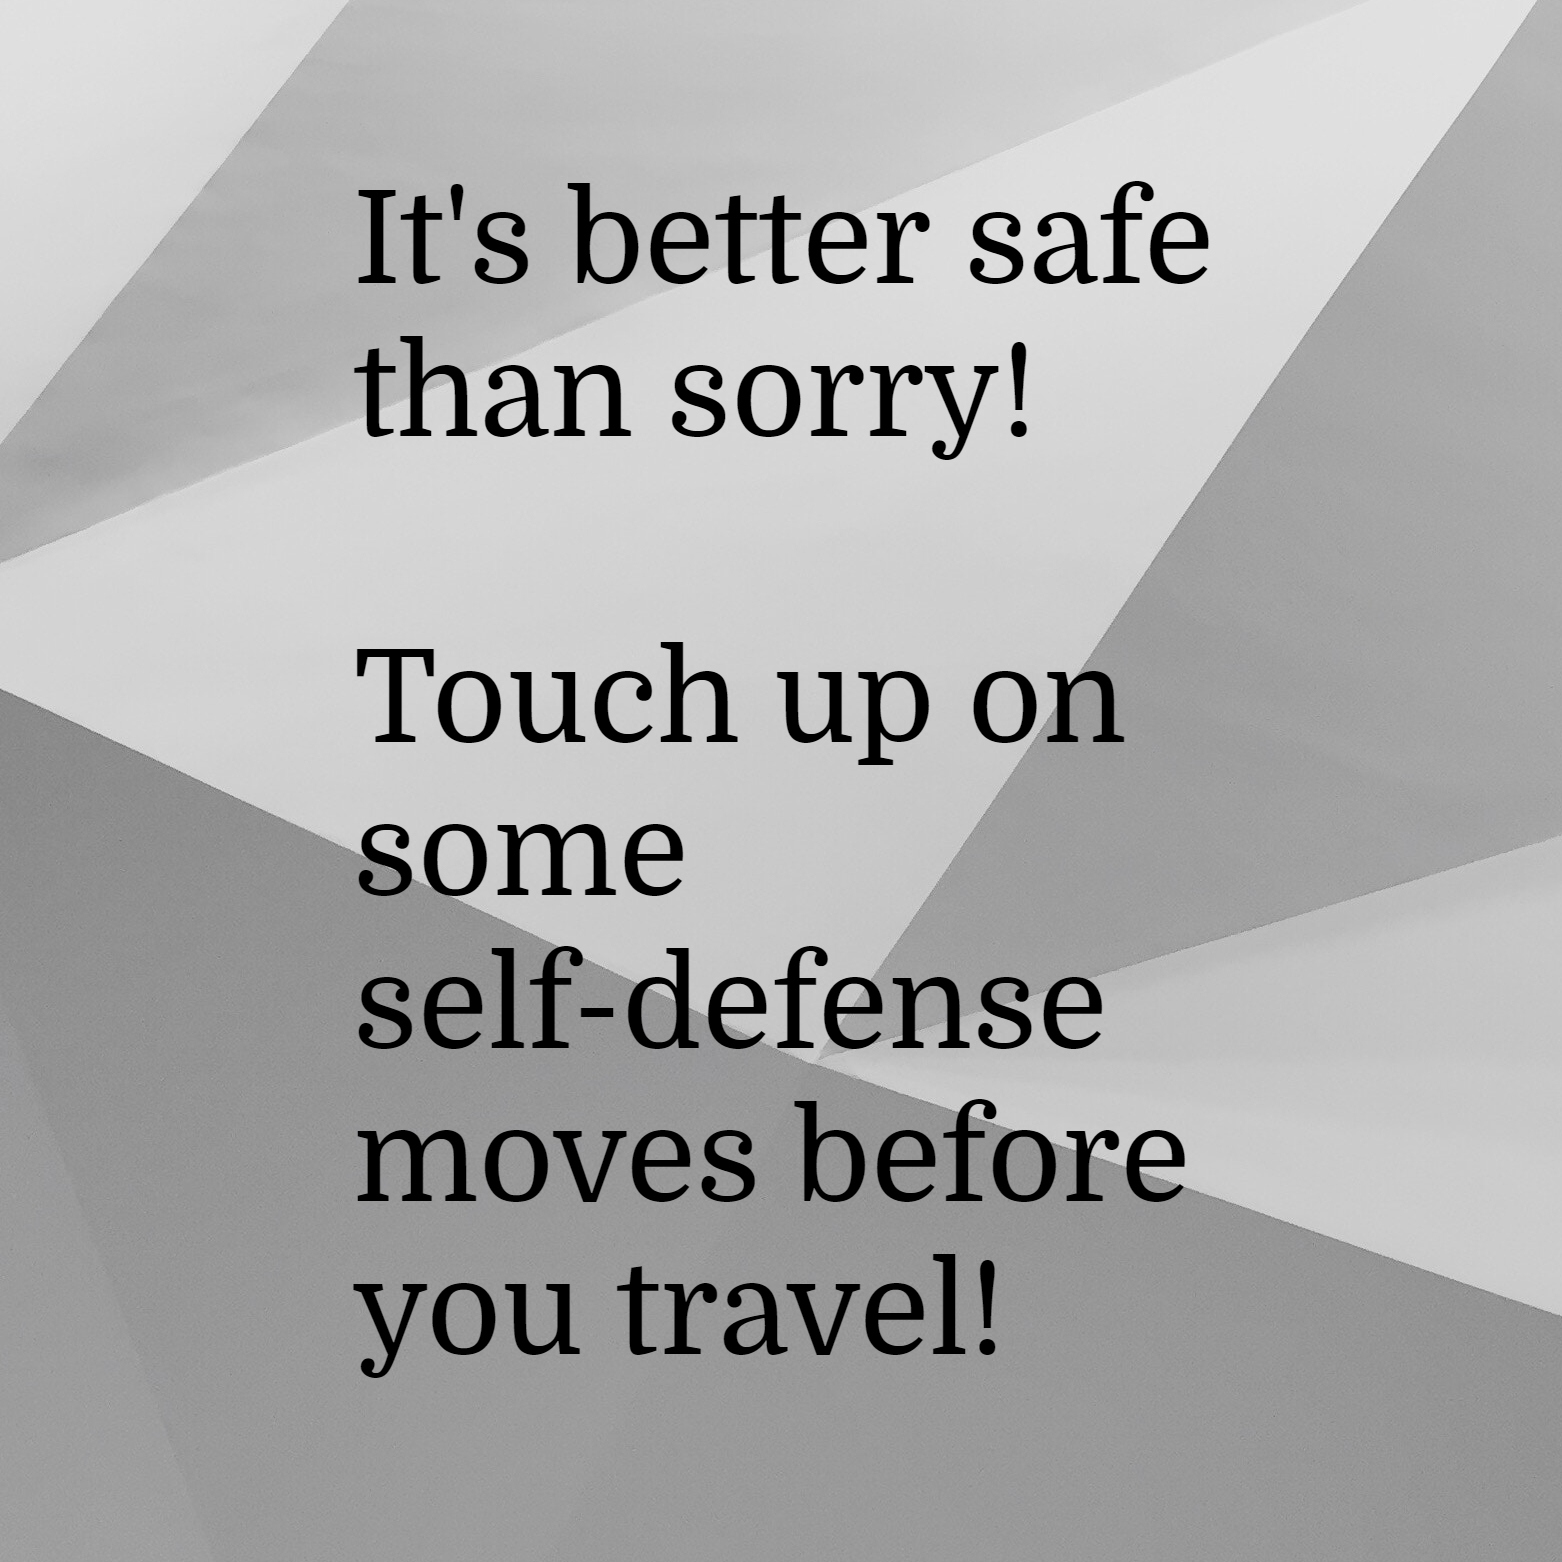 It's better safe
than sorry!
Touch up on
some
self-defense
moves before
you travel!